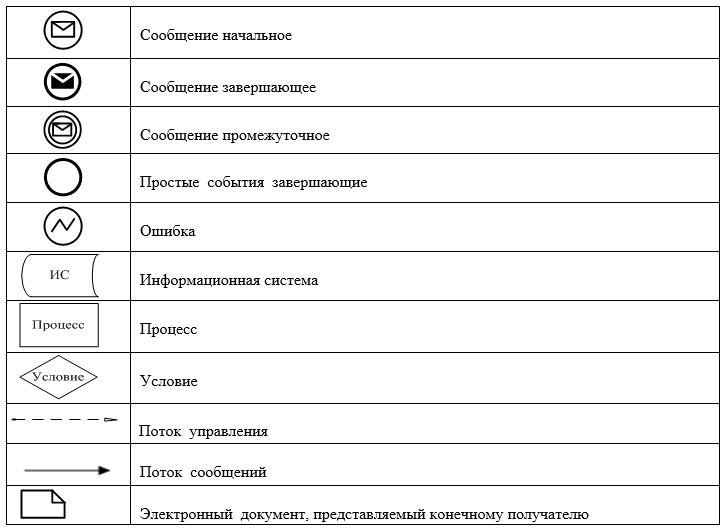 Сообщение начальное
Сообщение завершающее
Сообщение промежуточное
Простые события завершающие
Ошибка
ИС
Информационная система
Процесс
Процесс
Условие
Условие
Поток управления
Поток сообщений
Электронный документ, представляемый конечному получателю